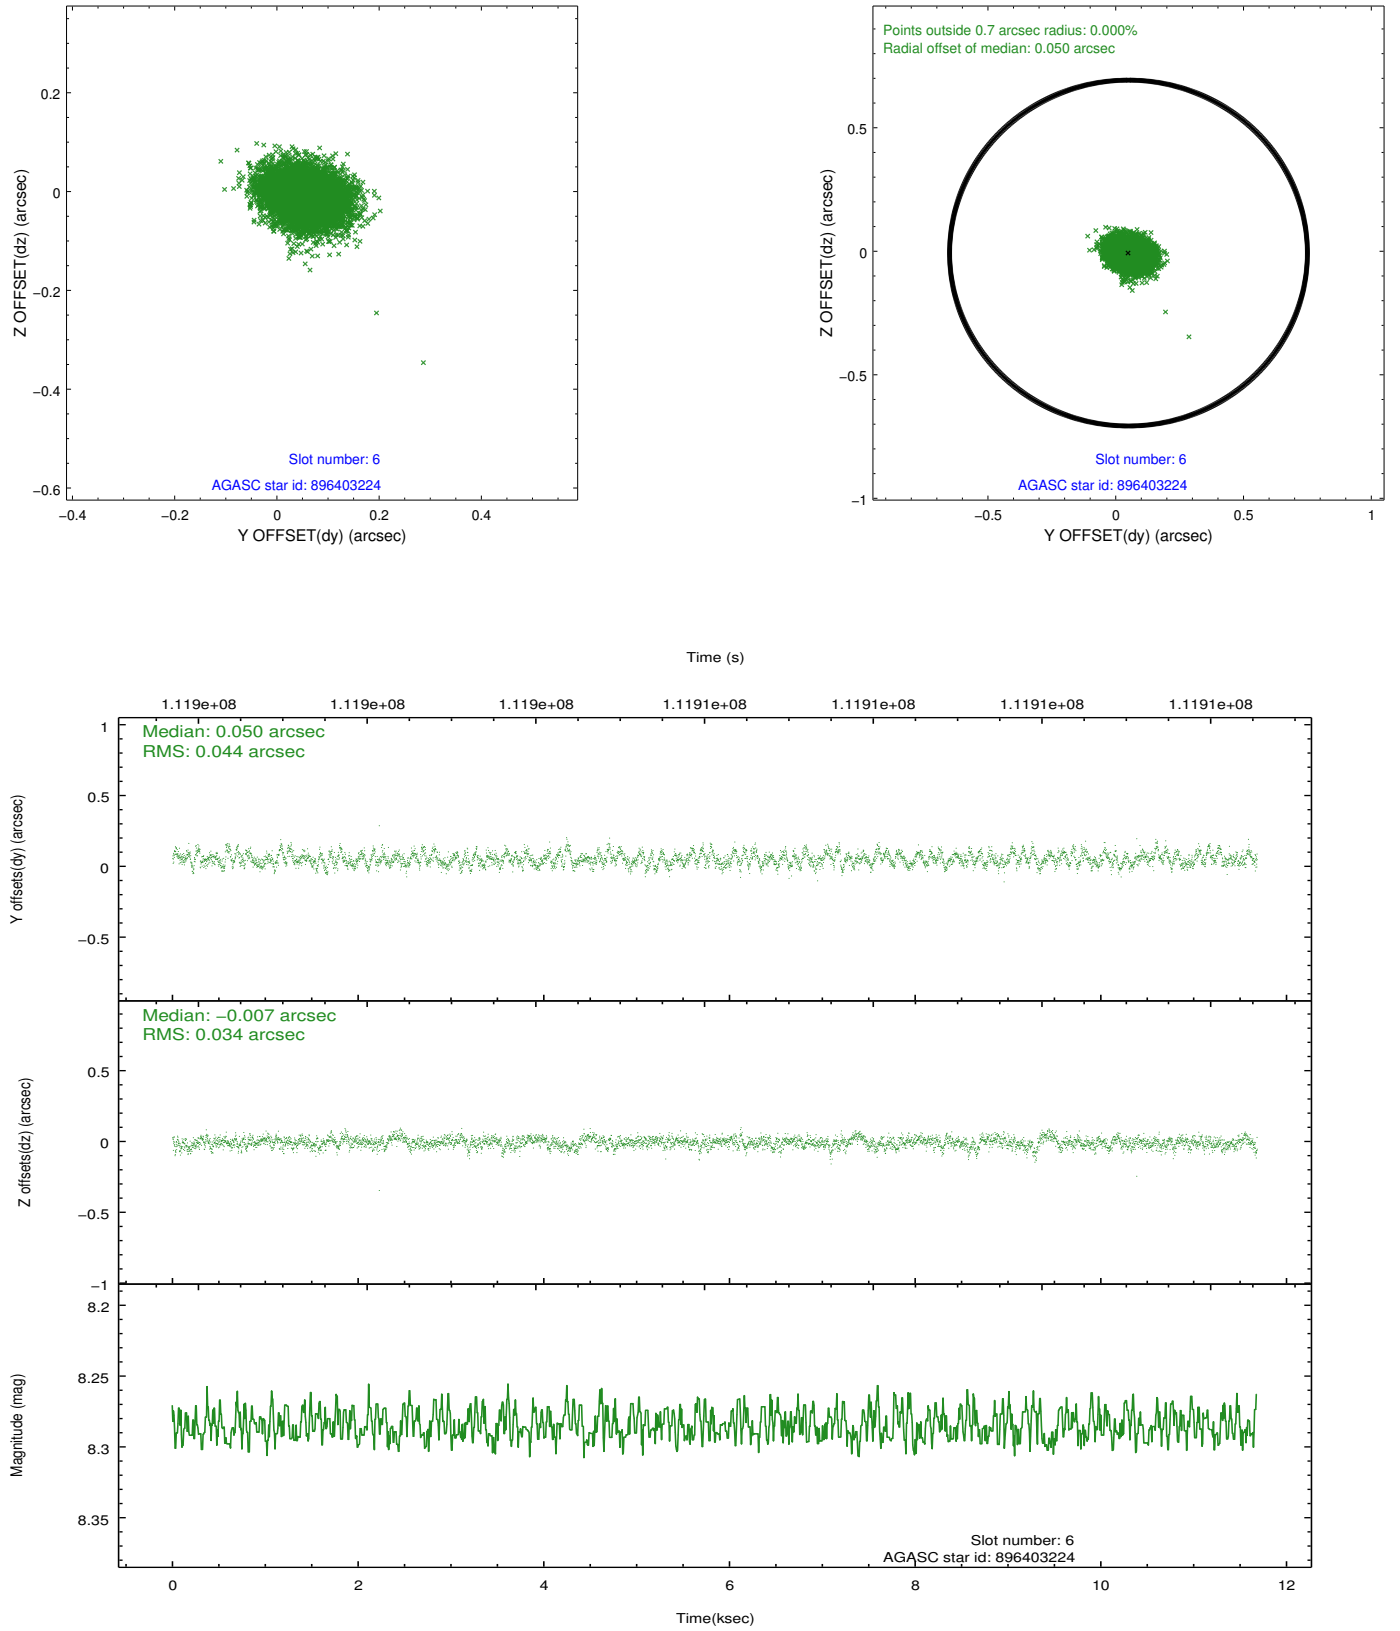 0.2
0
−0.2
−0.4
−0.6
Z OFFSET(dz) (arcsec)
Slot number: 6
AGASC star id: 896403224
−0.4 −0.2 0 0.2 0.4
Y OFFSET(dy) (arcsec)
Points outside 0.7 arcsec radius: 0.000%
Radial offset of median: 0.050 arcsec
0.5
0
−0.5
−1
Z OFFSET(dz) (arcsec)
Slot number: 6
AGASC star id: 896403224
−0.5 0 0.5 1
Y OFFSET(dy) (arcsec)
Time (s)
1.119e+08 1.119e+08 1.119e+08 1.1191e+08 1.1191e+08 1.1191e+08 1.1191e+08
Median: 0.050 arcsec
RMS: 0.044 arcsec
1
0.5
0
−0.5
Y offsets(dy) (arcsec)
Median: −0.007 arcsec
RMS: 0.034 arcsec
0.5
0
−0.5
−1
Z offsets(dz) (arcsec)
8.2
8.25
8.3
8.35
Magnitude (mag)
Slot number: 6
AGASC star id: 896403224
0 2 4 6 8 10 12
Time(ksec)